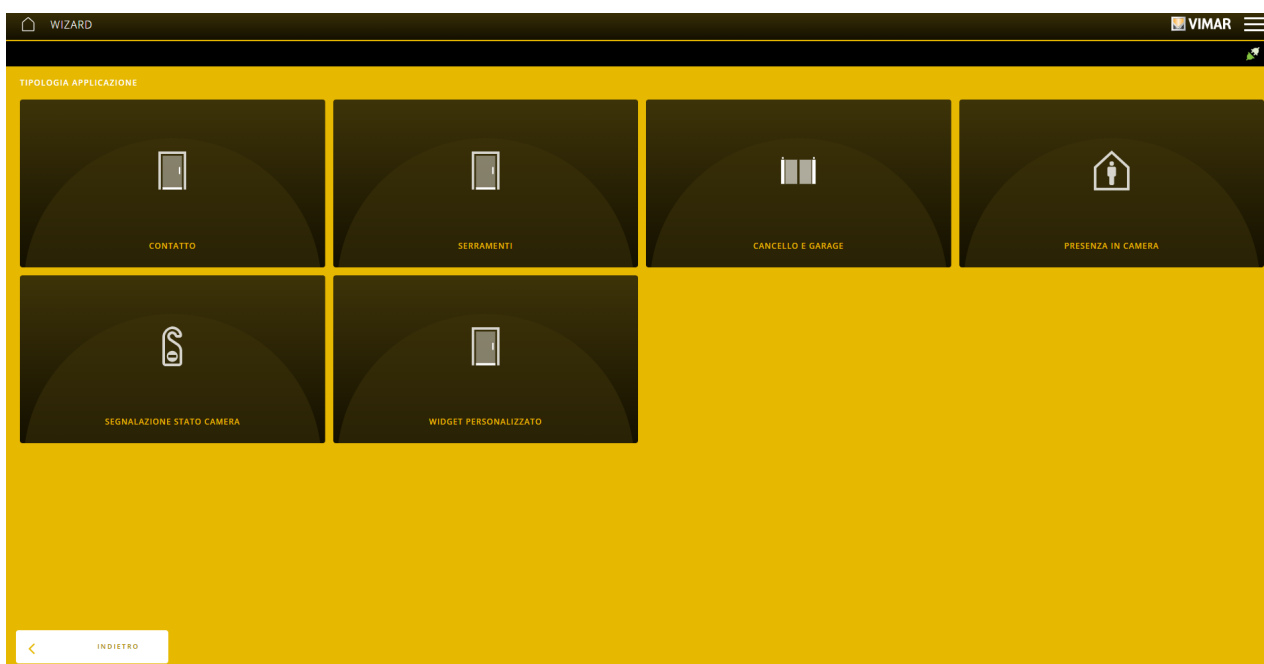 WIZARD
VIMAR
TIPOLOGIA APPLICAZIONE
CONTATTO
SERRAMENTI
CANCELLO E GARAGE
PRESENZA IN CAMERA
SEGNALAZIONE STATO CAMERA
WIDGET PERSONALIZZATO
INDIETRO